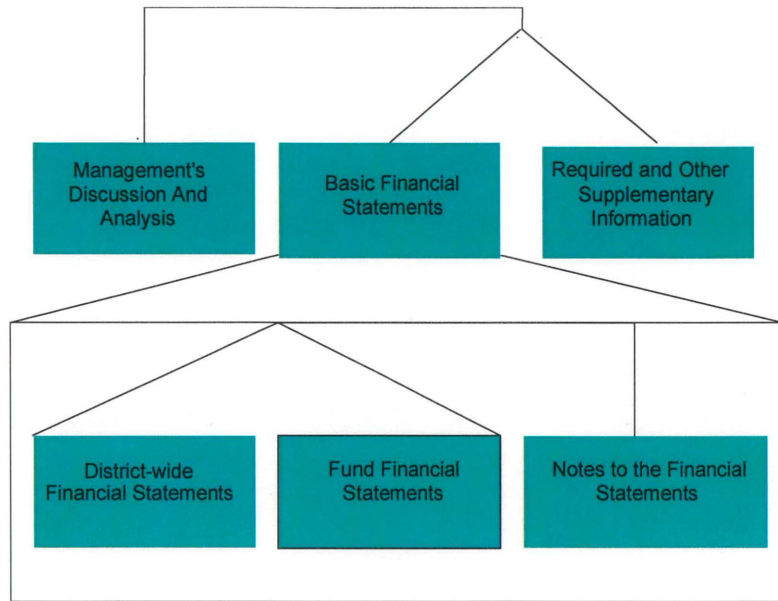 Management's
Discussion And
Analysis
Basic Financial
Statements
Required and Other
Supplementary
Information
District-wide
Financial Statements
Fund Financial
Statements
Notes to the Financial
Statements